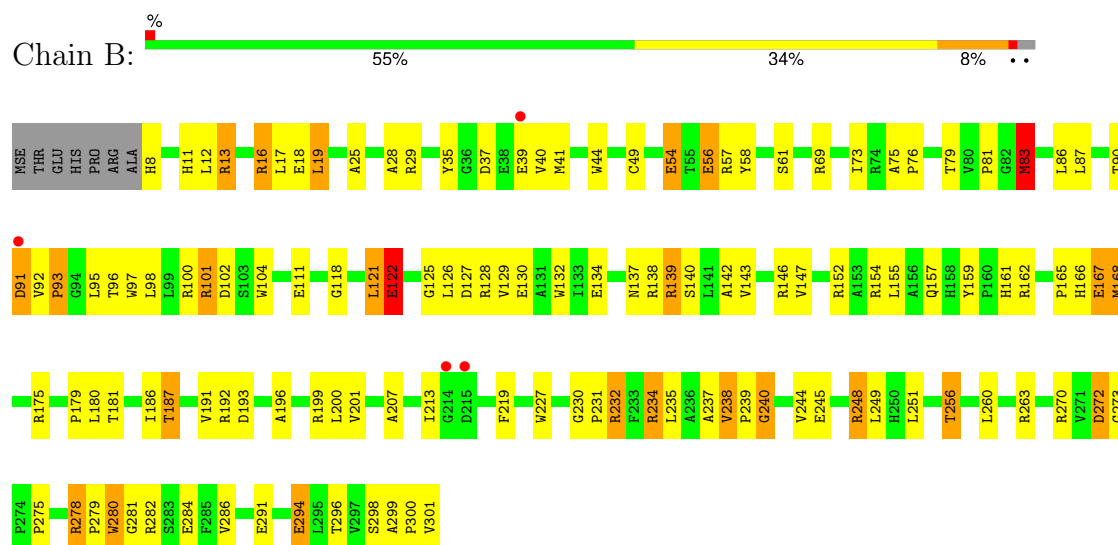 %
Chain B:
55% 34% 8% • •
MSE THR GLU HIS PRO ARG ALA H8 H11 L12 R13 R16 L17 E18 L19 A25 A28 R29 Y35 G36 D37 E38 E39 V40 M41 W44 C49 E54 T55 E56 R57 Y58 S61 R69 I73 R74 A75 P76 T79 V80 P81 G82 M83 L86 L87 T90
D91 V92 P93 G94 L95 T96 W97 L98 L99 R100 R101 D102 S103 W104 E111 G118 L121 E122 G125 L126 D127 R128 V129 E130 A131 W132 I133 E134 N137 R138 R139 S140 L141 A142 V143 R146 V147 R152 A153 R154 L155 A156 Q157 H158 Y159 P160 H161 R162 P165 H166 E167 M168
R175 P179 L180 T181 I186 T187 V191 R192 D193 A196 R199 L200 V201 A207 I213 G214 D215 F219 W227 G230 P231 R232 F233 R234 L235 A236 A237 V238 P239 G240 V244 E245 R248 L249 H250 L251 T256 L260 R263 R270 V271 D272 G273
P274 P275 R278 P279 W280 G281 R282 S283 E284 F285 V286 E291 E294 L295 T296 V297 S298 A299 P300 V301